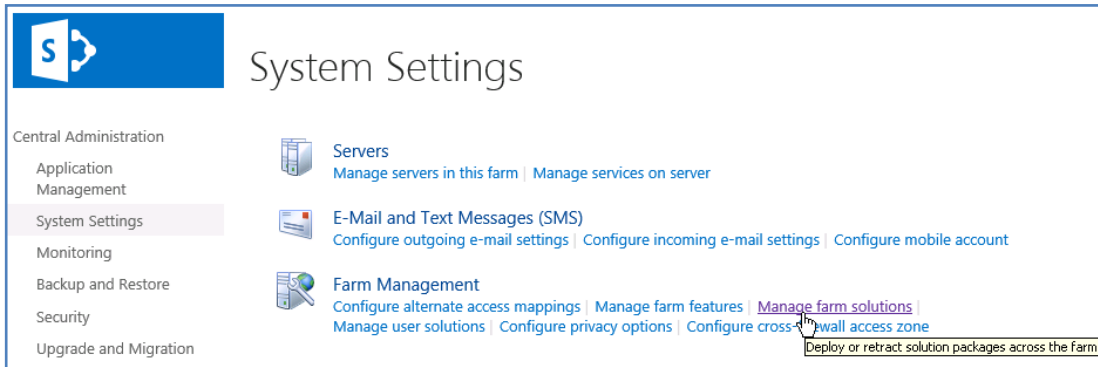 S
System Settings
Central Administration
Application
Management
System Settings
Monitoring
Backup and Restore
Security
Upgrade and Migration
Servers
Manage servers in this farm | Manage services on server
E-Mail and Text Messages (SMS)
Configure outgoing e-mail settings | Configure incoming e-mail settings | Configure mobile account
Farm Management
Configure alternate access mappings | Manage farm features | Manage farm solutions |
Manage user solutions | Configure privacy options | Configure cross-firewall access zone
Deploy or retract solution packages across the farm